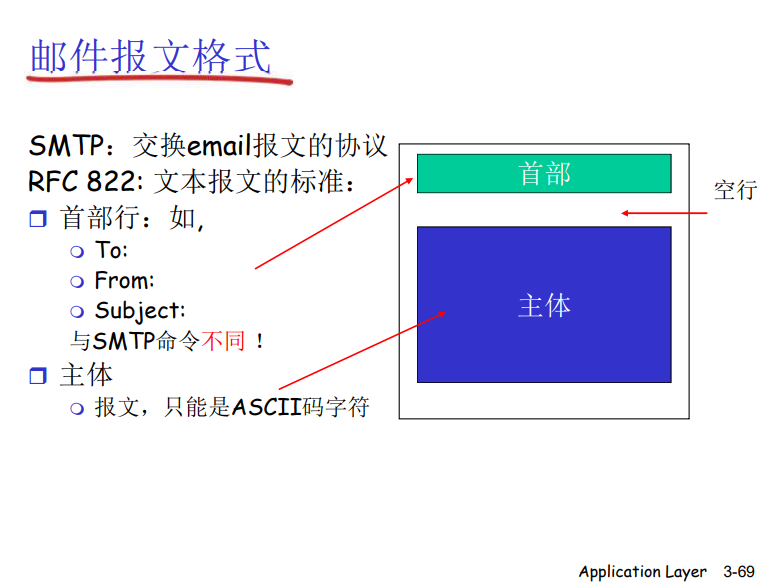 邮件报文格式
SMTP：交换email报文的协议
RFC 822: 文本报文的标准：
首部行：如,
To:
From:
Subject:
与SMTP命令不同！
主体
报文，只能是ASCII码字符
首部
空行
主体
Application Layer 3-69